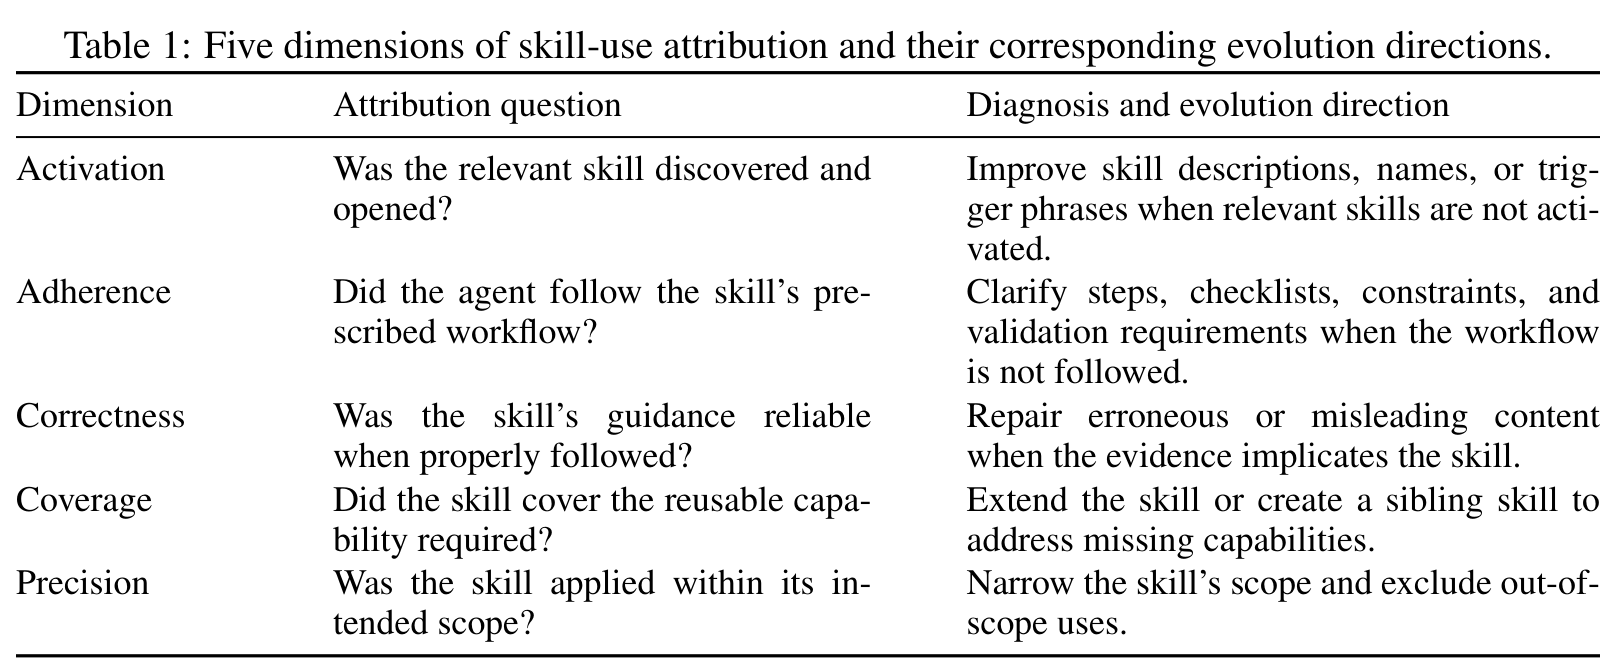 Table 1: Five dimensions of skill-use attribution and their corresponding evolution directions.
Dimension Attribution question Diagnosis and evolution direction
Activation Was the relevant skill discovered and Improve skill descriptions, names, or trig-
opened? ger phrases when relevant skills are not acti-
vated.
Adherence Did the agent follow the skill's pre- Clarify steps, checklists, constraints, and
scribed workflow? validation requirements when the workflow
is not followed.
Correctness Was the skill's guidance reliable Repair erroneous or misleading content
when properly followed? when the evidence implicates the skill.
Coverage Did the skill cover the reusable capa- Extend the skill or create a sibling skill to
bility required? address missing capabilities.
Precision Was the skill applied within its in- Narrow the skill's scope and exclude out-of-
tended scope? scope uses.